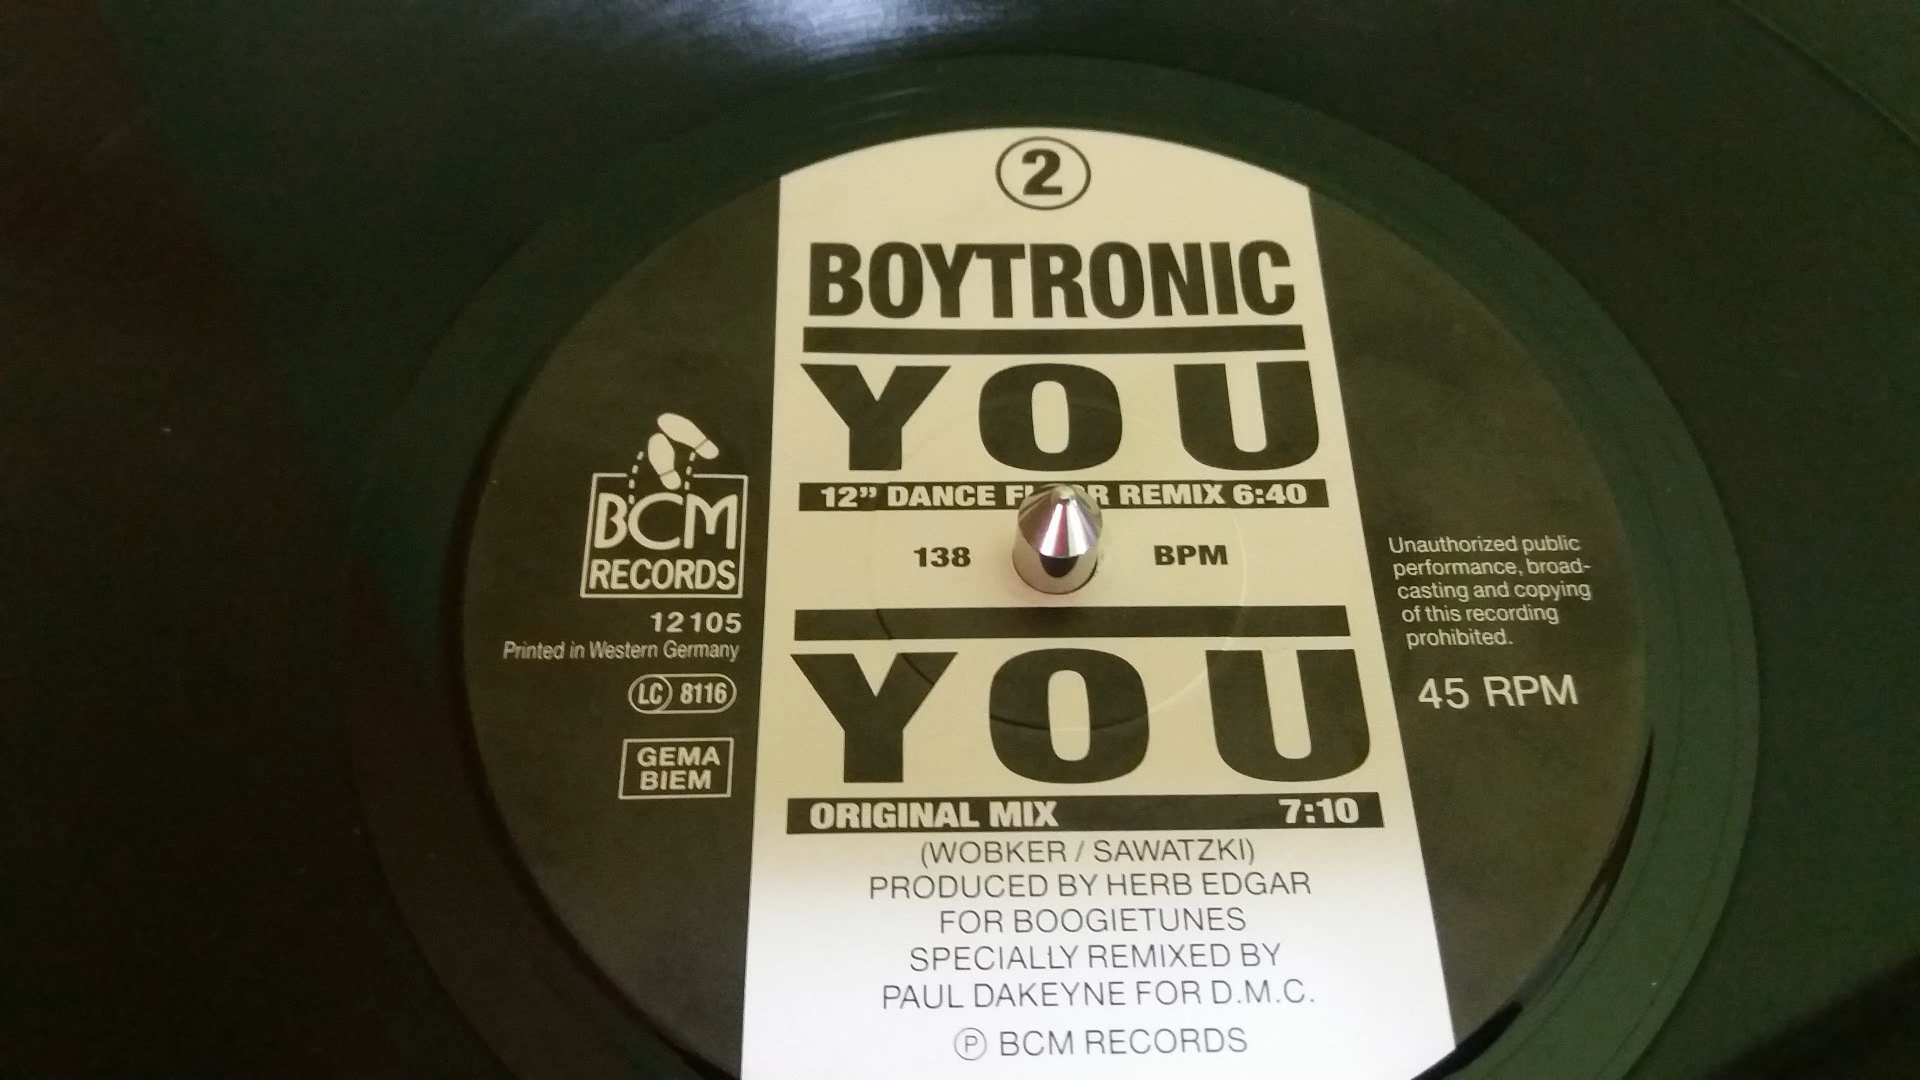 2
BOYTRONIC
YOU
12” DANCE REMIX 6:40
138 BPM
YOU
ORIGINAL MIX 7:10
(WOBKER / SAWATZKI)
PRODUCED BY HERB EDGAR
FOR BOOGIETUNES
SPECIALLY REMIXED BY
PAUL DAKEYNE FOR D.M.C.
Ⓟ BCM RECORDS
BCM
RECORDS
12 105
Printed in Western Germany
LC 8116
GEMA
BIEM
Unauthorized public
performance, broad-
casting and copying
of this recording
prohibited.
45 RPM